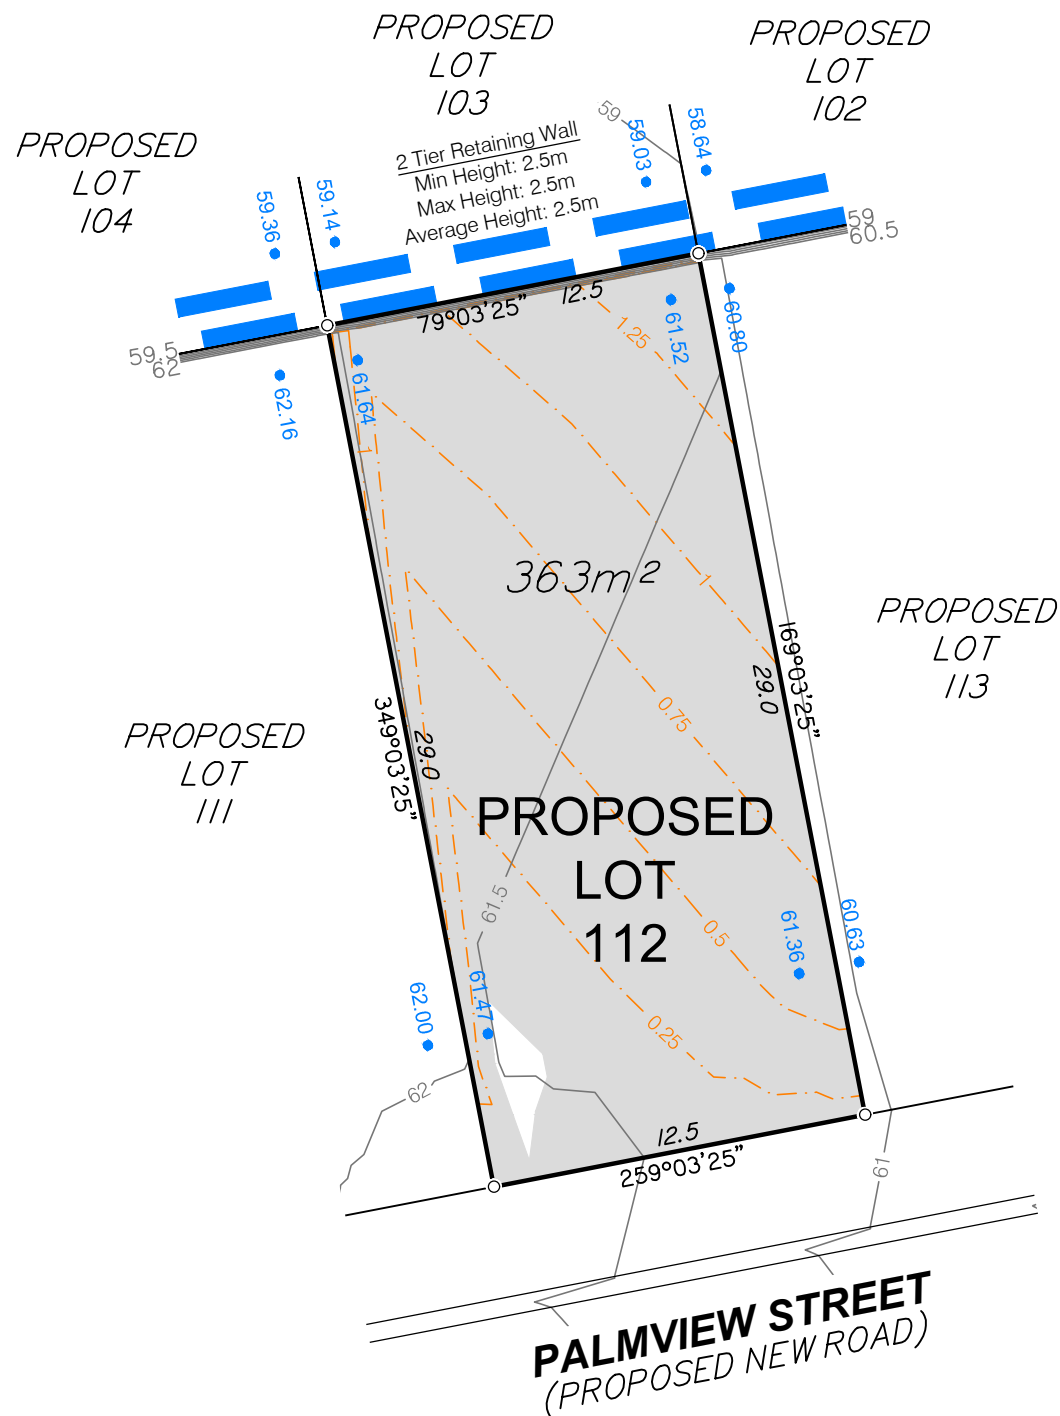 PROPOSED
LOT
103
PROPOSED
LOT
102
PROPOSED
LOT
104
2 Tier Retaining Wall
Min Height: 2.5m
Max Height: 2.5m
Average Height: 2.5m
59
59.03
58.64
59.36
59.14
59
60.5
12.5
79°03'25"
59.5
62
62.16
61.64
1.25
61.52
60.80
1
363m²
1
PROPOSED
LOT
113
169°03'25"
29.0
0.75
PROPOSED
LOT
111
349°03'25"
29.0
PROPOSED
LOT
112
61.5
0.5
61.36
60.63
62.00
61.47
0.25
62
12.5
259°03'25"
61
PALMVIEW STREET
(PROPOSED NEW ROAD)